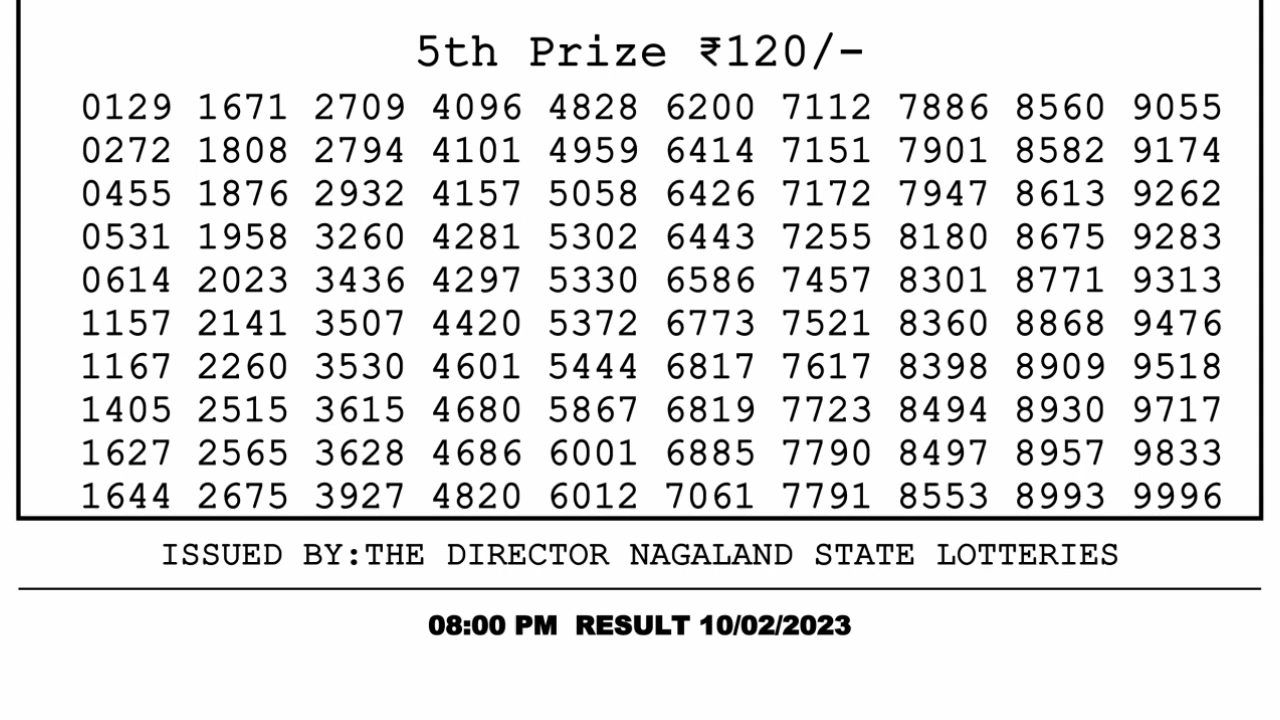 5th Prize ₹120/-
0129 1671 2709 4096 4828 6200 7112 7886 8560 9055
0272 1808 2794 4101 4959 6414 7151 7901 8582 9174
0455 1876 2932 4157 5058 6426 7172 7947 8613 9262
0531 1958 3260 4281 5302 6443 7255 8180 8675 9283
0614 2023 3436 4297 5330 6586 7457 8301 8771 9313
1157 2141 3507 4420 5372 6773 7521 8360 8868 9476
1167 2260 3530 4601 5444 6817 7617 8398 8909 9518
1405 2515 3615 4680 5867 6819 7723 8494 8930 9717
1627 2565 3628 4686 6001 6885 7790 8497 8957 9833
1644 2675 3927 4820 6012 7061 7791 8553 8993 9996
ISSUED BY:THE DIRECTOR NAGALAND STATE LOTTERIES
08:00 PM RESULT 10/02/2023